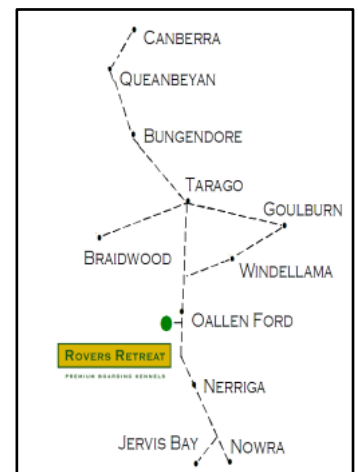 CANBERRA
QUEANBEYAN
BUNGENDORE
TARAGO
GOULBURN
BRAIDWOOD
WINDELLAMA
OALLEN FORD
ROVERS RETREAT
PREMIUM BOARDING KENNELS
NERRIGA
JERVIS BAY
NOWRA